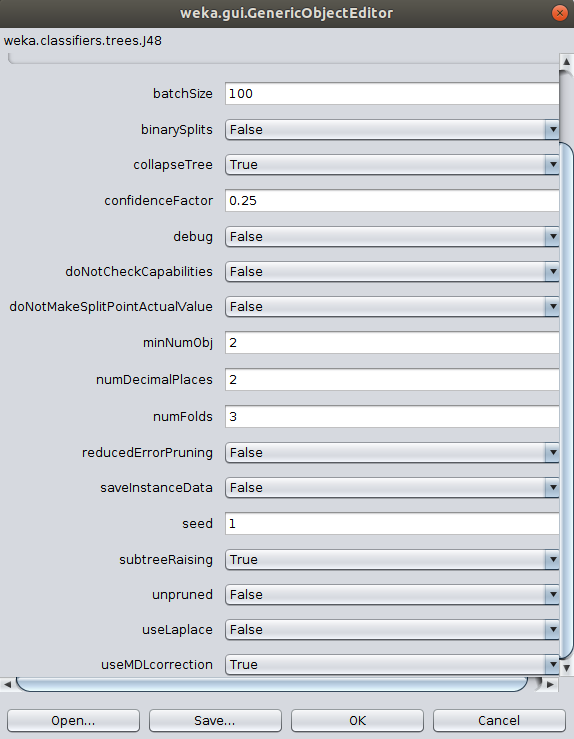 weka.gui.GenericObjectEditor
weka.classifiers.trees.J48
batchSize 100
binarySplits False
collapseTree True
confidenceFactor 0.25
debug False
doNotCheckCapabilities False
doNotMakeSplitPointActualValue False
minNumObj 2
numDecimalPlaces 2
numFolds 3
reducedErrorPruning False
saveInstanceData False
seed 1
subtreeRaising True
unpruned False
useLaplace False
useMDLcorrection True
Open... Save... OK Cancel